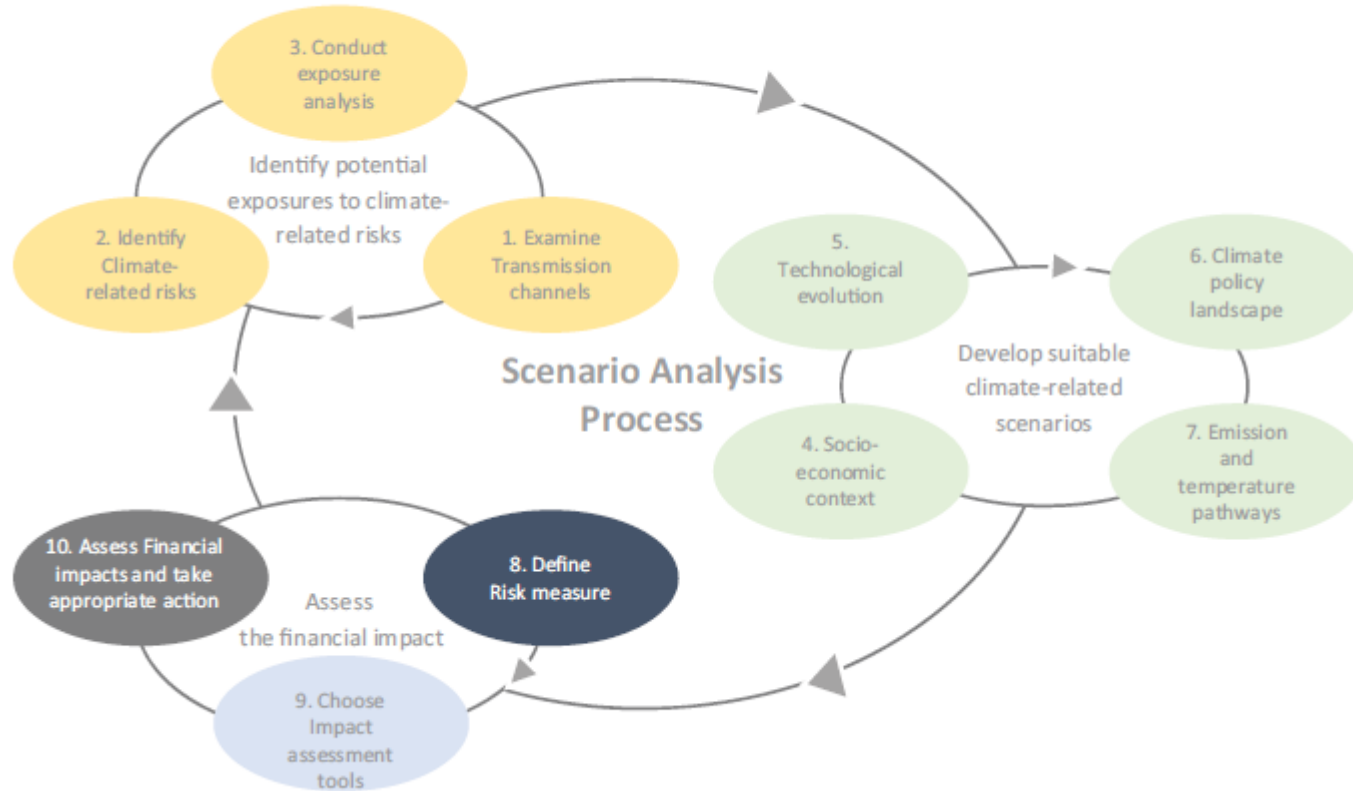 3. Conduct
exposure
analysis
Identify potential
exposures to climate-
related risks
2. Identify
Climate-
related risks
1. Examine
Transmission
channels
5.
Technological
evolution
6. Climate
policy
landscape
Scenario Analysis
Process
Develop suitable
climate-related
scenarios
4. Socio-
economic
context
7. Emission
and
temperature
pathways
10. Assess Financial
impacts and take
appropriate action
8. Define
Risk measure
Assess
the financial impact
9. Choose
Impact
assessment
tools